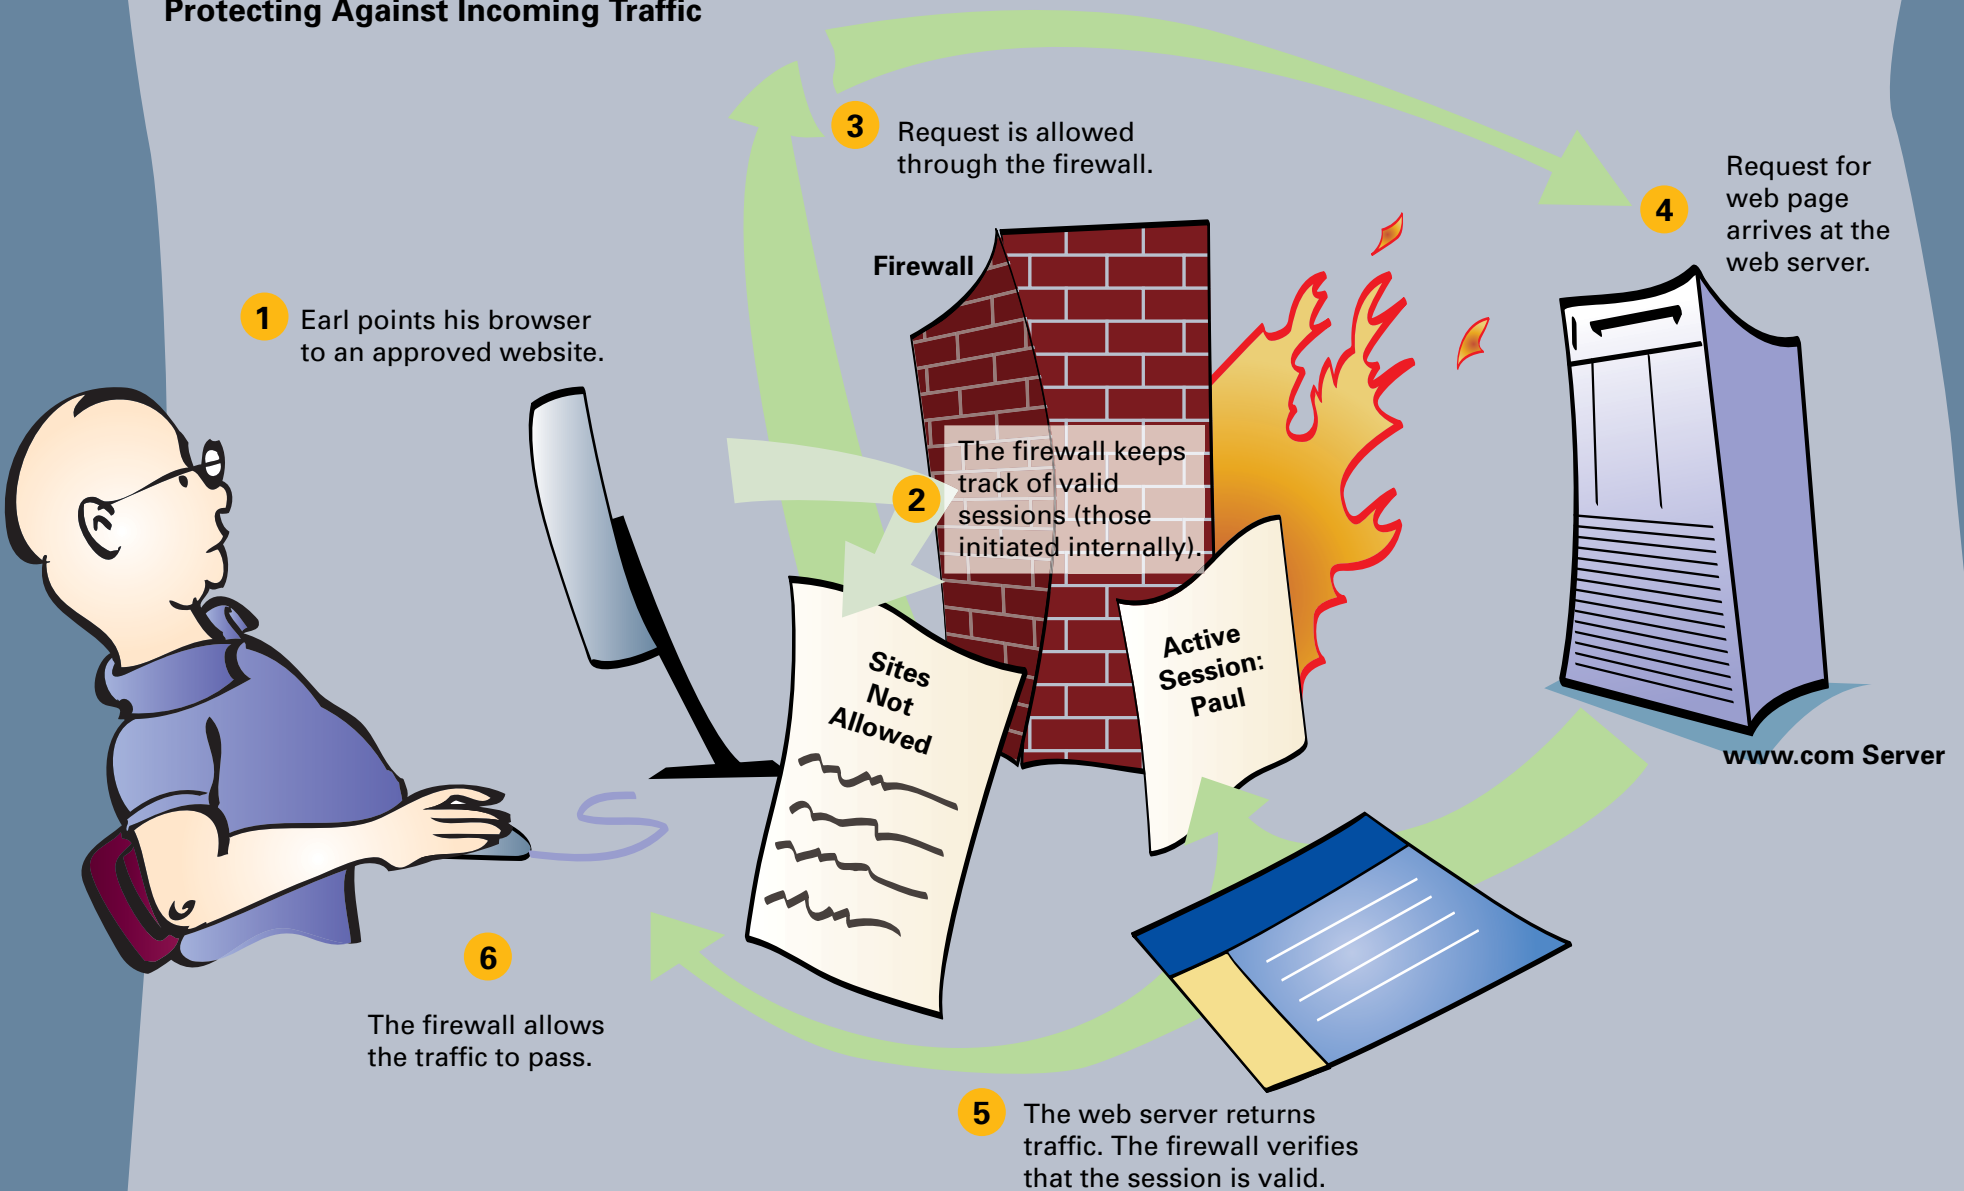 Protecting Against Incoming Traffic
1
Earl points his browser
to an approved website.
2
The firewall keeps
track of valid
sessions (those
initiated internally).
3
Request is allowed
through the firewall.
4
Request for
web page
arrives at the
web server.
Firewall
Sites
Not
Allowed
Active
Session:
Paul
www.com Server
5
The web server returns
traffic. The firewall verifies
that the session is valid.
6
The firewall allows
the traffic to pass.